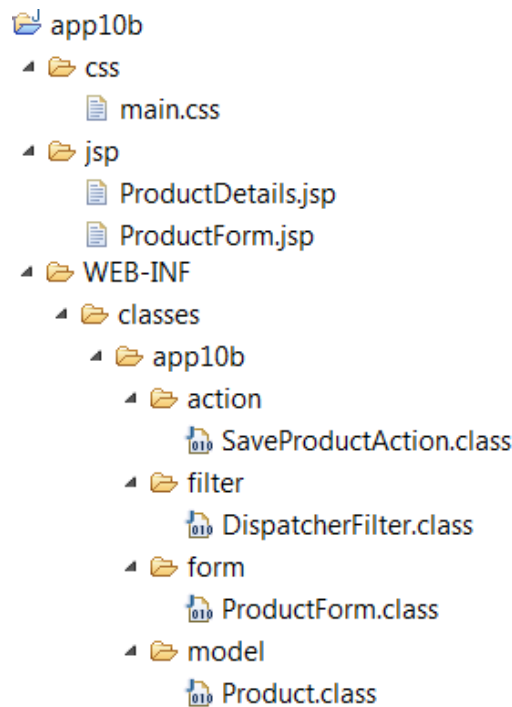 app10b
css
main.css
jsp
ProductDetails.jsp
ProductForm.jsp
WEB-INF
classes
app10b
action
SaveProductAction.class
filter
DispatcherFilter.class
form
ProductForm.class
model
Product.class